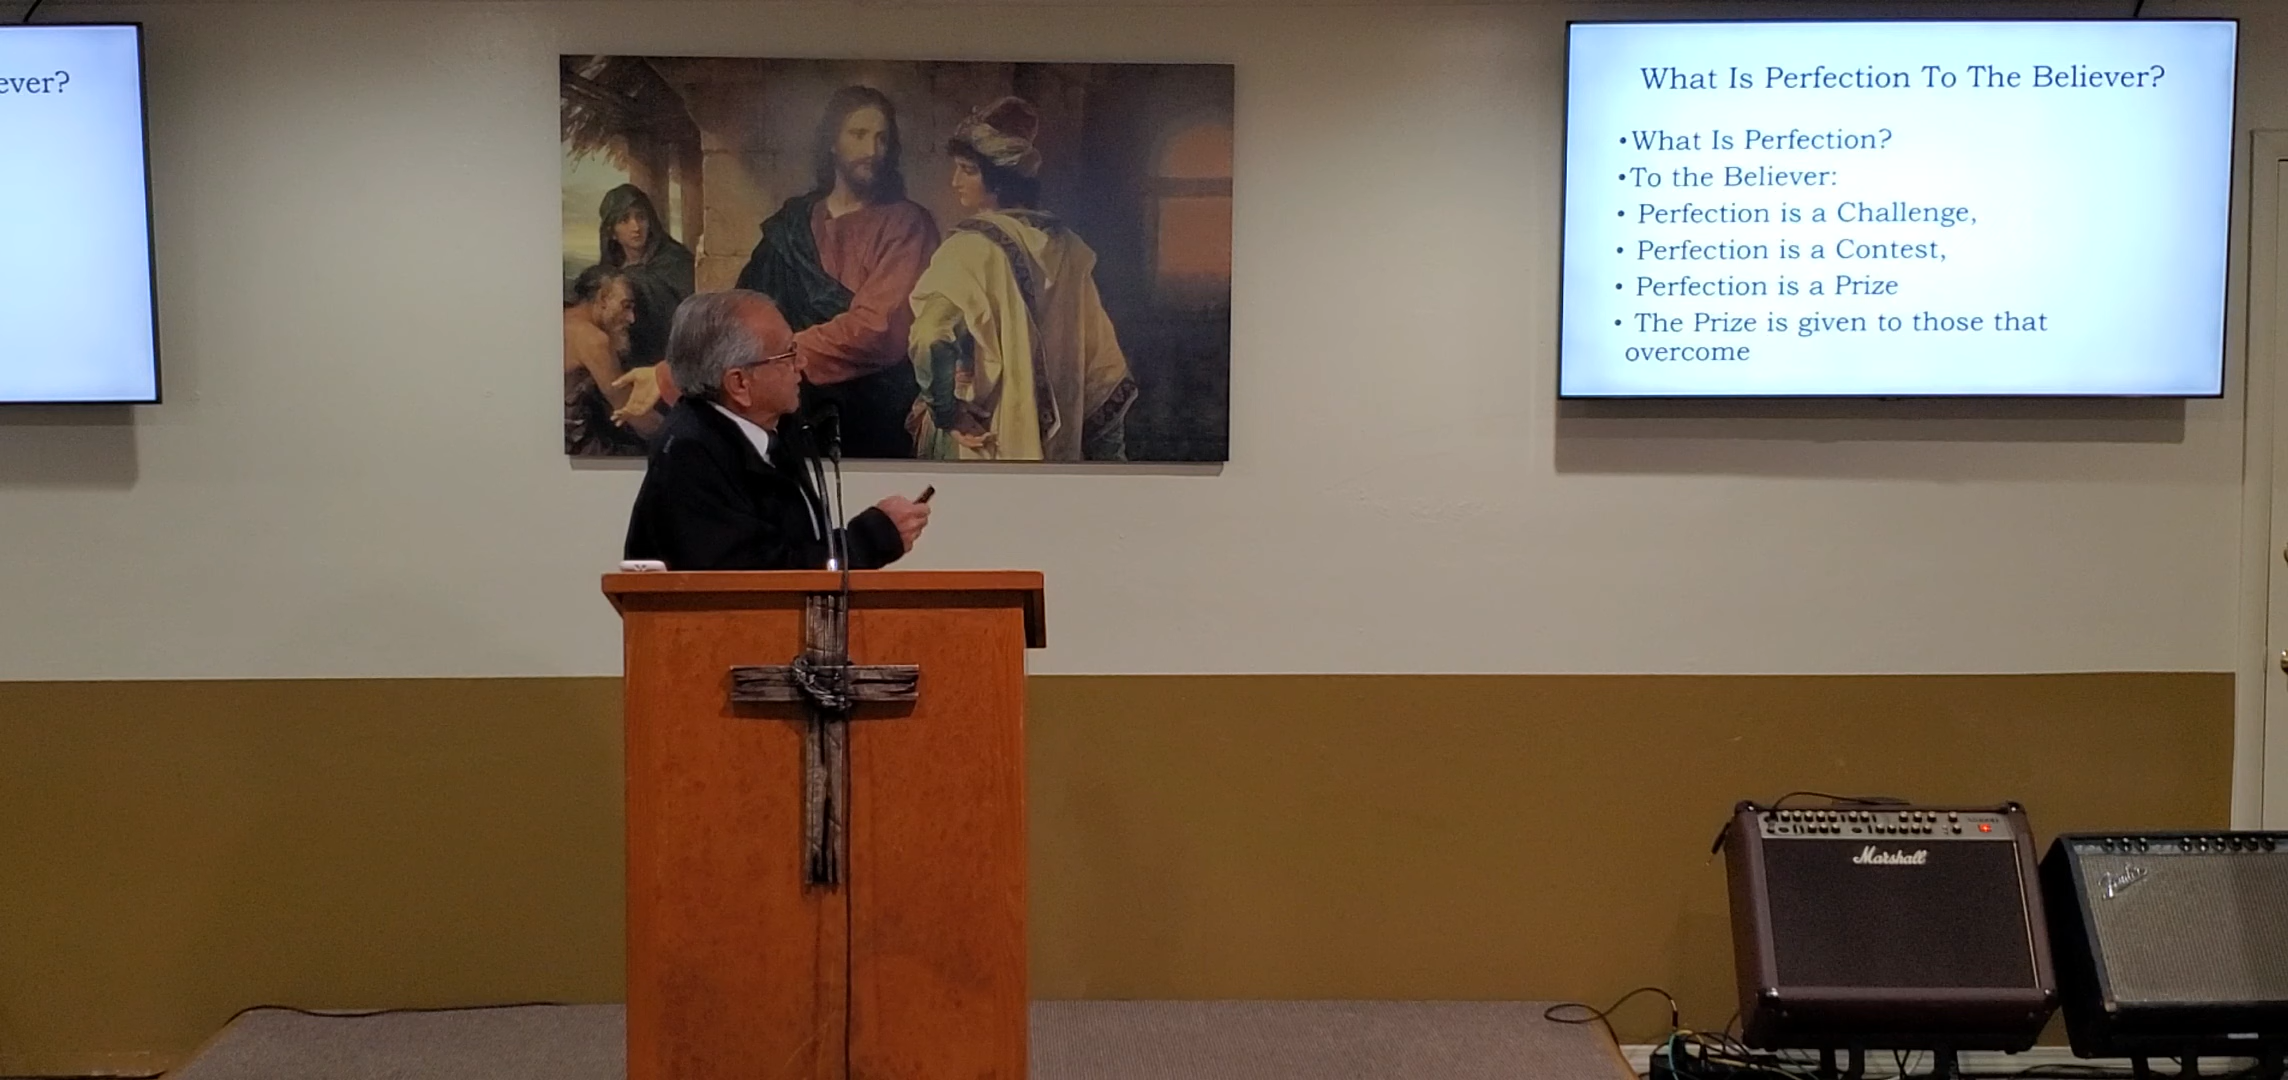 ever?
What Is Perfection To The Believer?
•What Is Perfection?
•To the Believer:
• Perfection is a Challenge,
• Perfection is a Contest,
• Perfection is a Prize
• The Prize is given to those that
overcome
Marshall
Fender